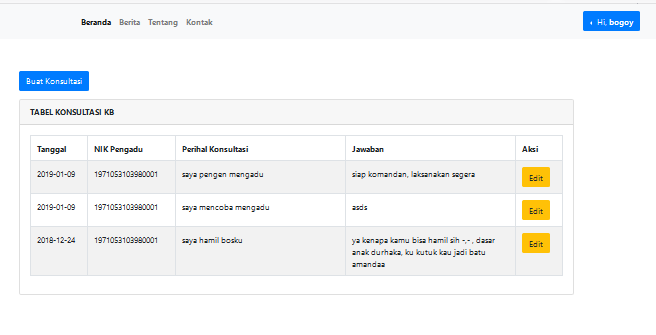 Beranda Berita Tentang Kontak
Hi, bogoy
Buat Konsultasi
TABEL KONSULTASI KB
Tanggal NIK Pengadu Perihal Konsultasi Jawaban Aksi
2019-01-09 1971053103980001 saya pengen mengadu siap komandan, laksanakan segera Edit
2019-01-09 1971053103980001 saya mencoba mengadu asds Edit
2018-12-24 1971053103980001 saya hamil bosku ya kenapa kamu bisa hamil sih -,- , dasar Edit
anak durhaka, ku kutuk kau jadi batu
amandaa